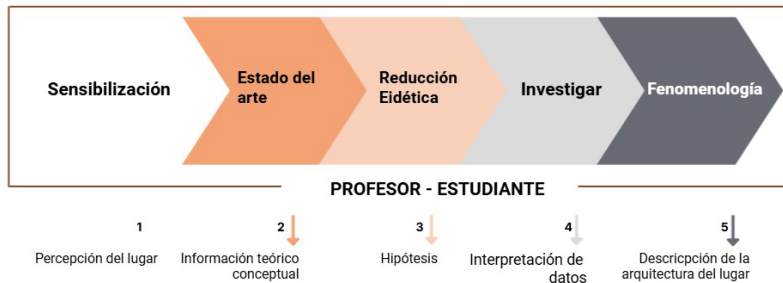 Sensibilización
Estado del
arte
Reducción
Eidética
Investigar
Fenomenología
PROFESOR - ESTUDIANTE
1
2
3
4
5
Percepción del lugar
Información teórico
conceptual
Hipótesis
Interpretación de
datos
Descricpción de la
arquitectura del lugar